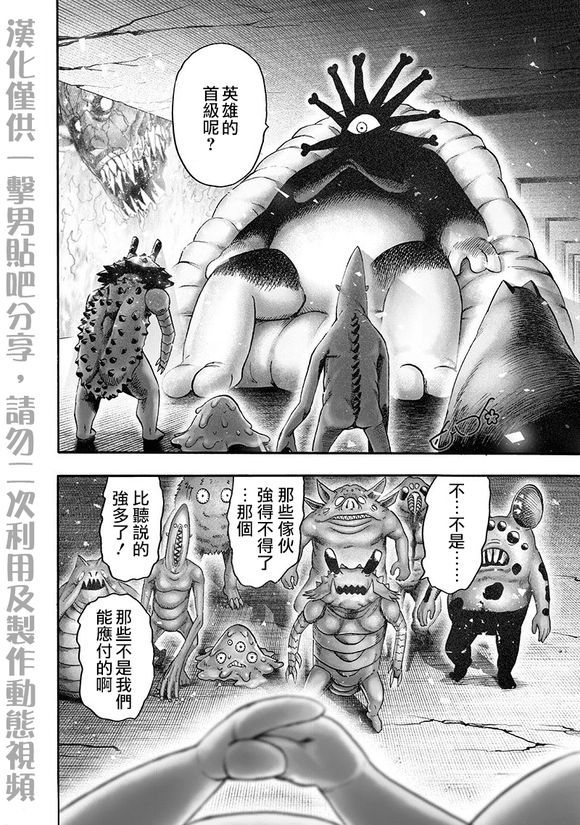 英雄的
首級呢？
不…不是……
那些傢伙
強得不得了
…那個
比聽說的
強多了！
那些不是我們
能應付的啊
漢化僅供一擊男貼吧分享，請勿二次利用及製作動態視頻